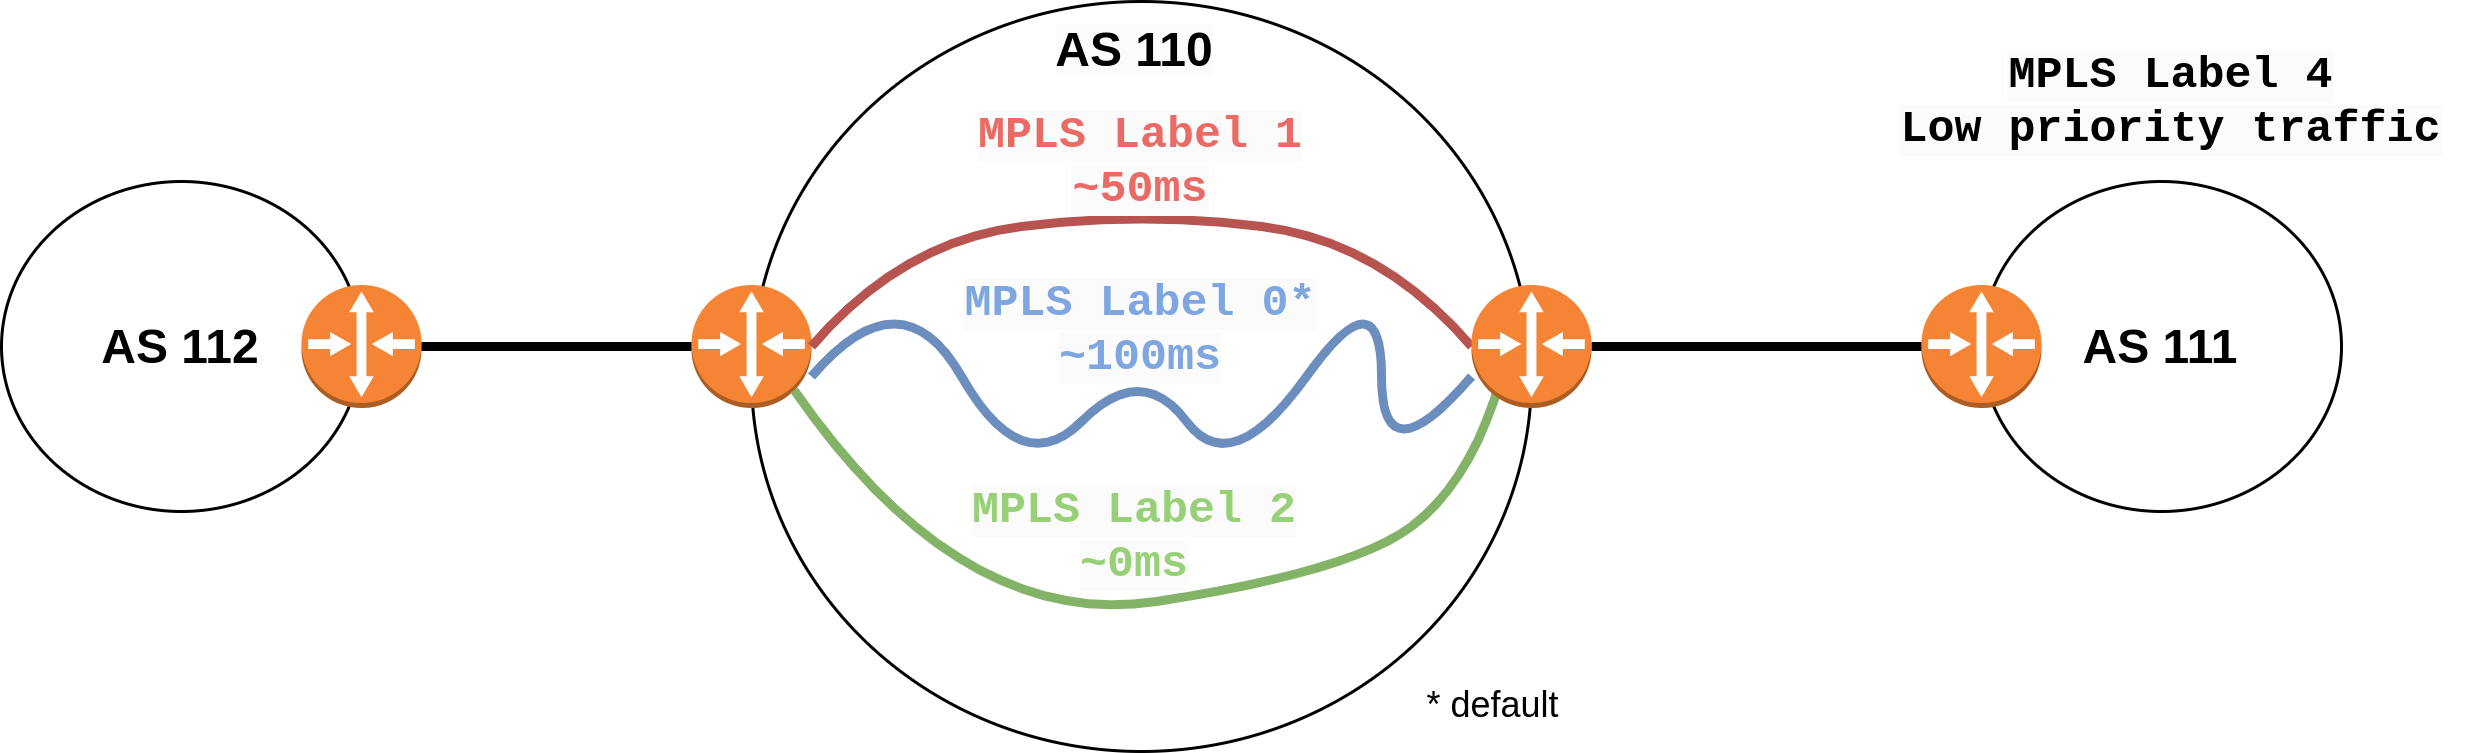 AS 110
MPLS Label 1
~50ms
MPLS Label 4
Low priority traffic
AS 112
MPLS Label 0*
~100ms
AS 111
MPLS Label 2
~0ms
* default